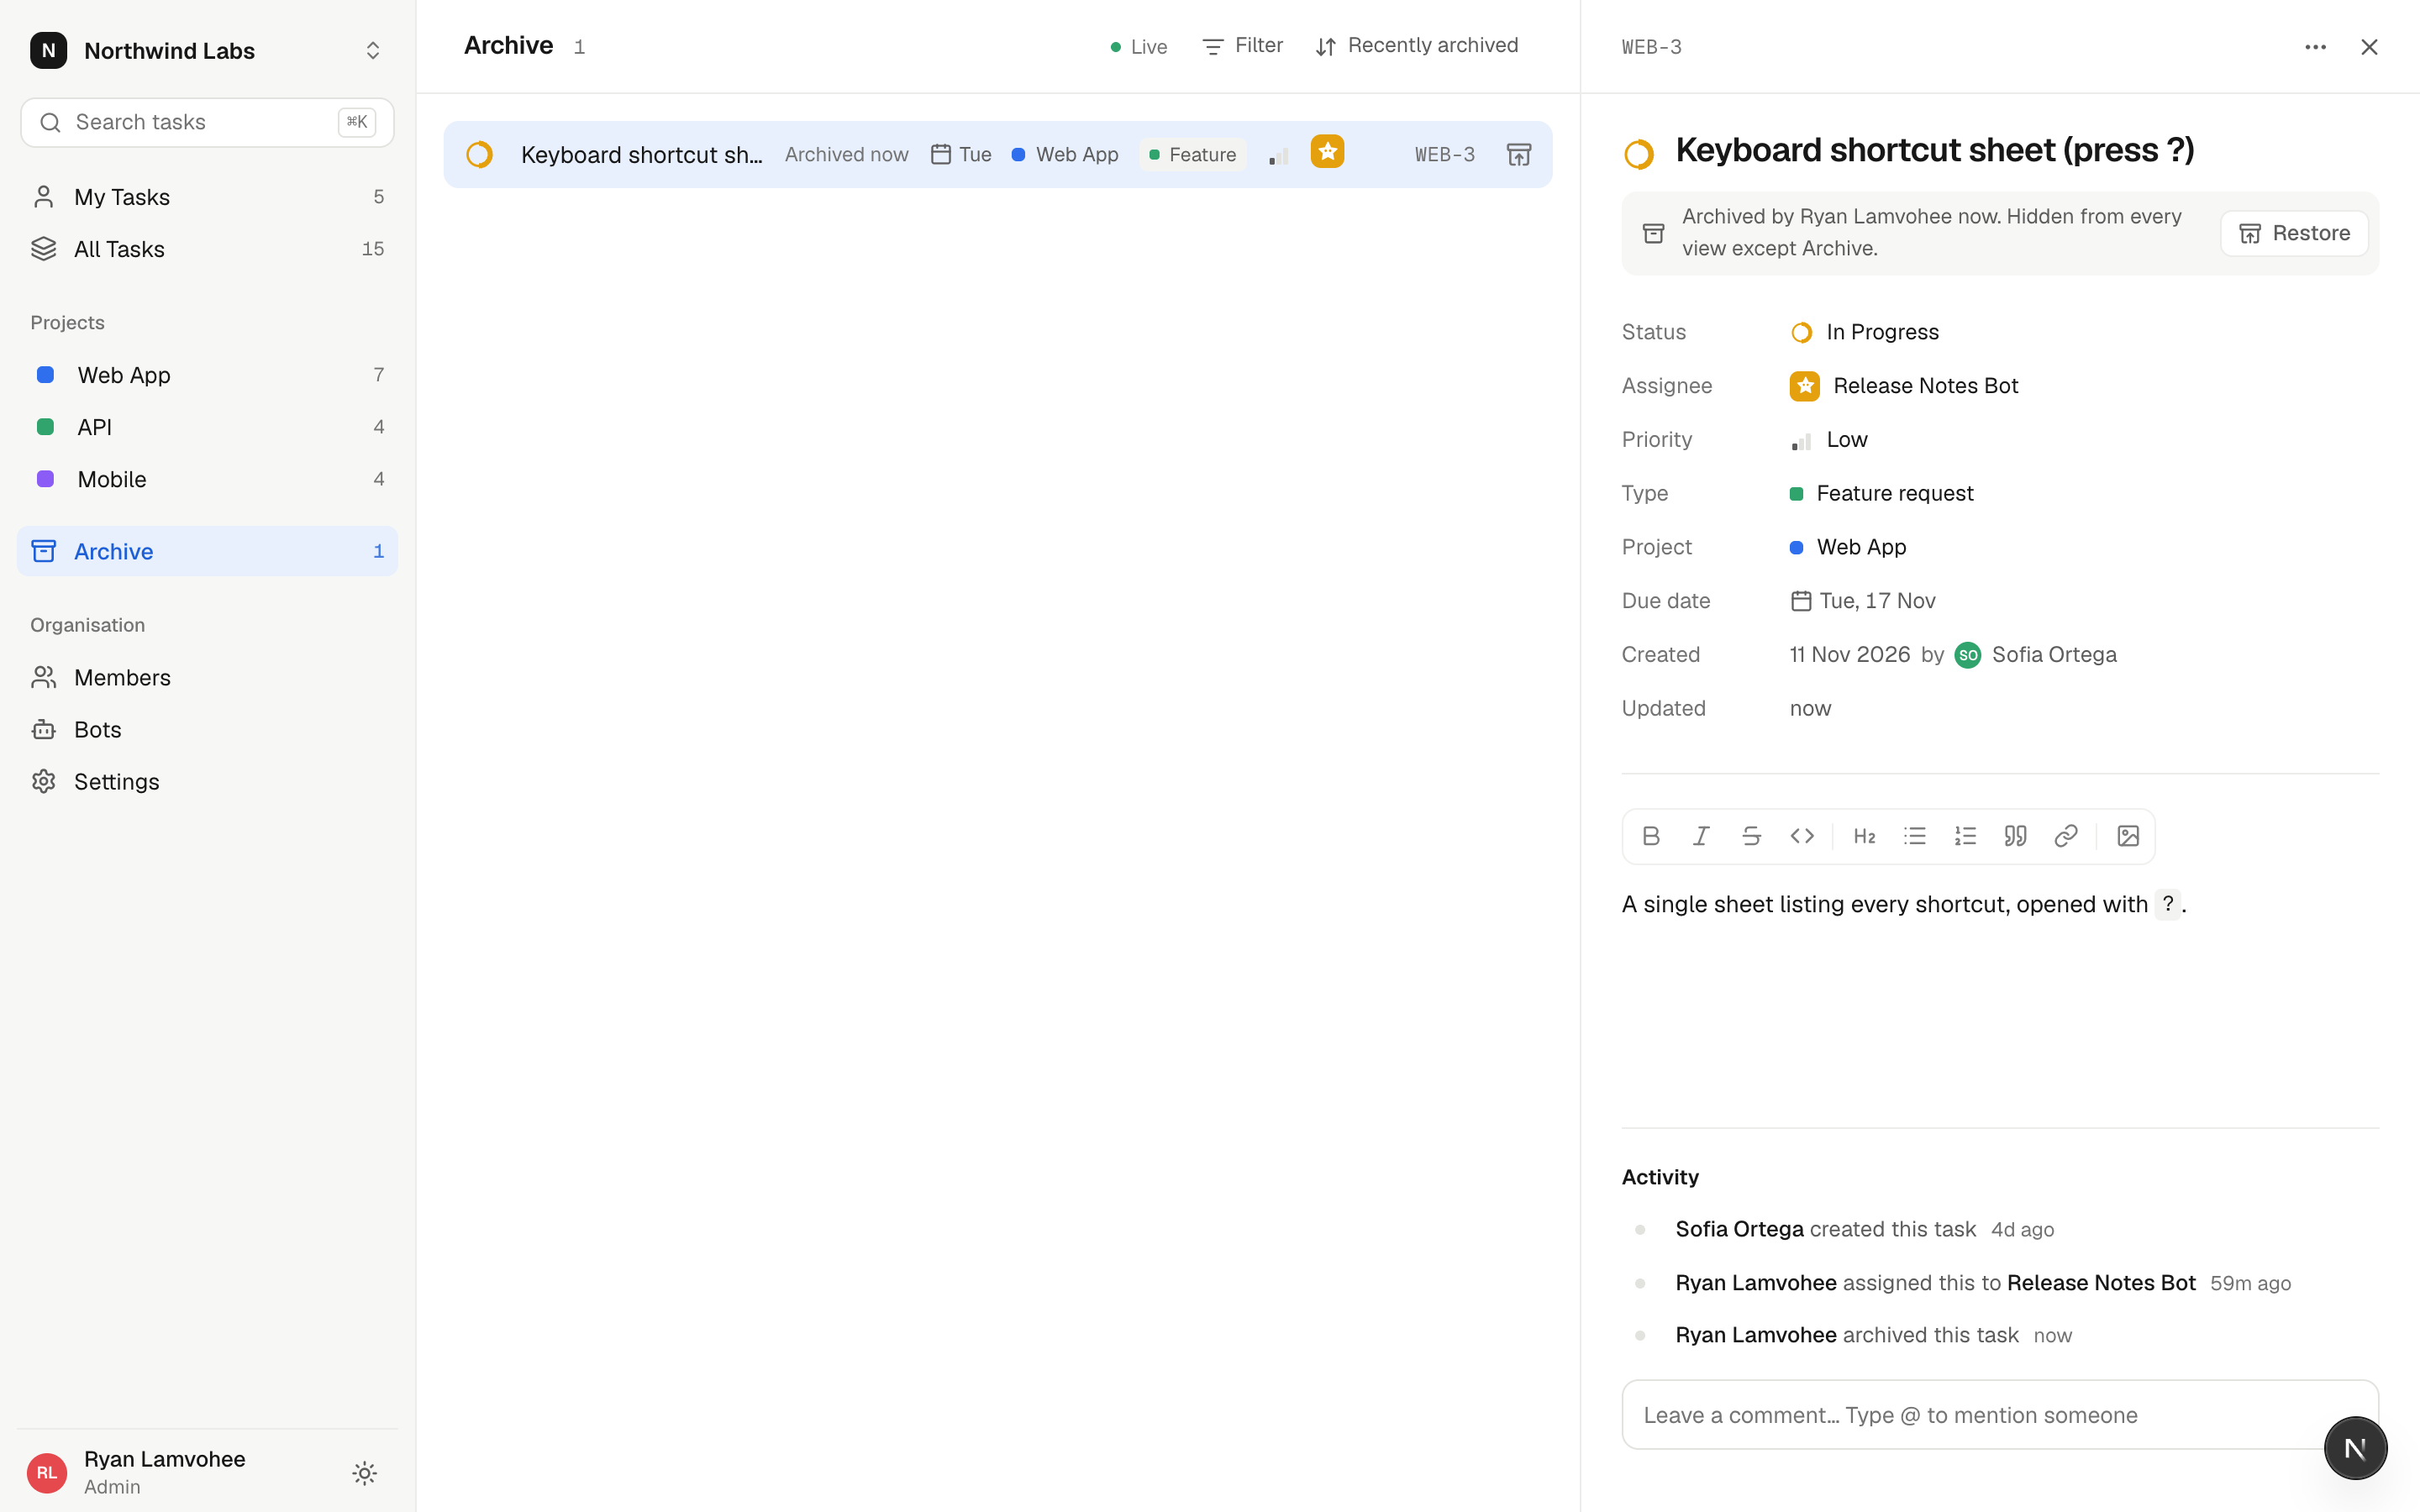 N Northwind Labs
Search tasks ⌘K
My Tasks 5
All Tasks 15
Projects
Web App 7
API 4
Mobile 4
Archive 1
Organisation
Members
Bots
Settings
RL Ryan Lamvohee
Admin
Archive 1
Live Filter Recently archived
Keyboard shortcut sh... Archived now Tue Web App Feature WEB-3
WEB-3
Keyboard shortcut sheet (press ?)
Archived by Ryan Lamvohee now. Hidden from every
view except Archive.
Restore
Status In Progress
Assignee Release Notes Bot
Priority Low
Type Feature request
Project Web App
Due date Tue, 17 Nov
Created 11 Nov 2026 by SO Sofia Ortega
Updated now
B I S H2
A single sheet listing every shortcut, opened with ?.
Activity
Sofia Ortega created this task 4d ago
Ryan Lamvohee assigned this to Release Notes Bot 59m ago
Ryan Lamvohee archived this task now
Leave a comment... Type @ to mention someone
N